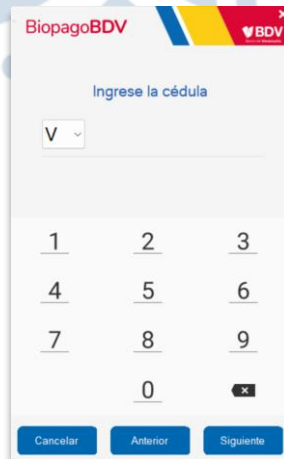 BiopagoBDV
BDV
Ingrese la cédula
V
1 2 3
4 5 6
7 8 9
0
Cancelar Anterior Siguiente